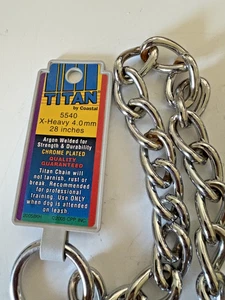 TITAN
by Coastal
5540
X-Heavy 4.0mm
28 inches
Argon Welded for
Strength & Durability
CHROME PLATED
QUALITY
GUARANTEED
Titan Chain will
not tarnish, rust or
break. Recommended
for professional
training. Use ONLY
when dog is attended
on leash.